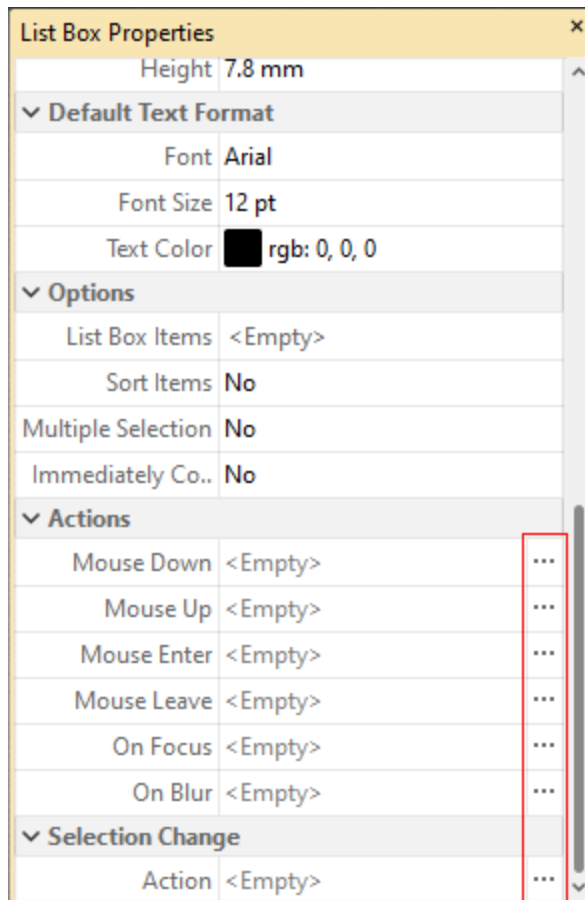 List Box Properties ×
Height 7.8 mm
Default Text Format
Font Arial
Font Size 12 pt
Text Color rgb: 0, 0, 0
Options
List Box Items <Empty>
Sort Items No
Multiple Selection No
Immediately Co.. No
Actions
Mouse Down <Empty> ...
Mouse Up <Empty> ...
Mouse Enter <Empty> ...
Mouse Leave <Empty> ...
On Focus <Empty> ...
On Blur <Empty> ...
Selection Change
Action <Empty> ...